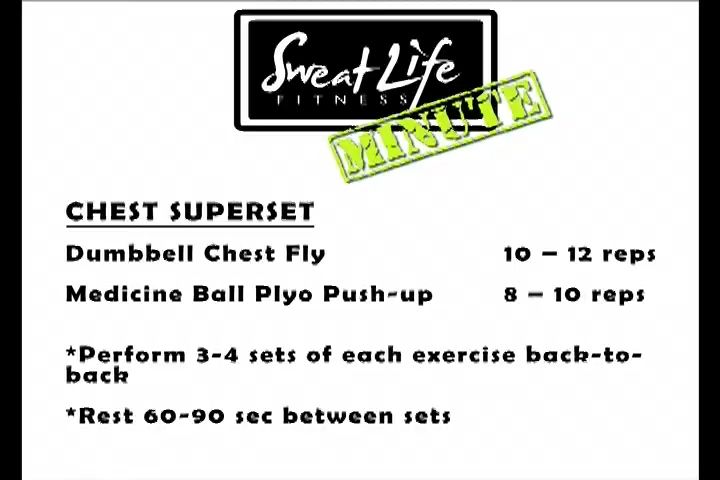 Sweat Life
FITNESS
MINUTE
CHEST SUPERSET
Dumbbell Chest Fly 10 – 12 reps
Medicine Ball Plyo Push-up 8 – 10 reps
*Perform 3-4 sets of each exercise back-to-
back
*Rest 60-90 sec between sets